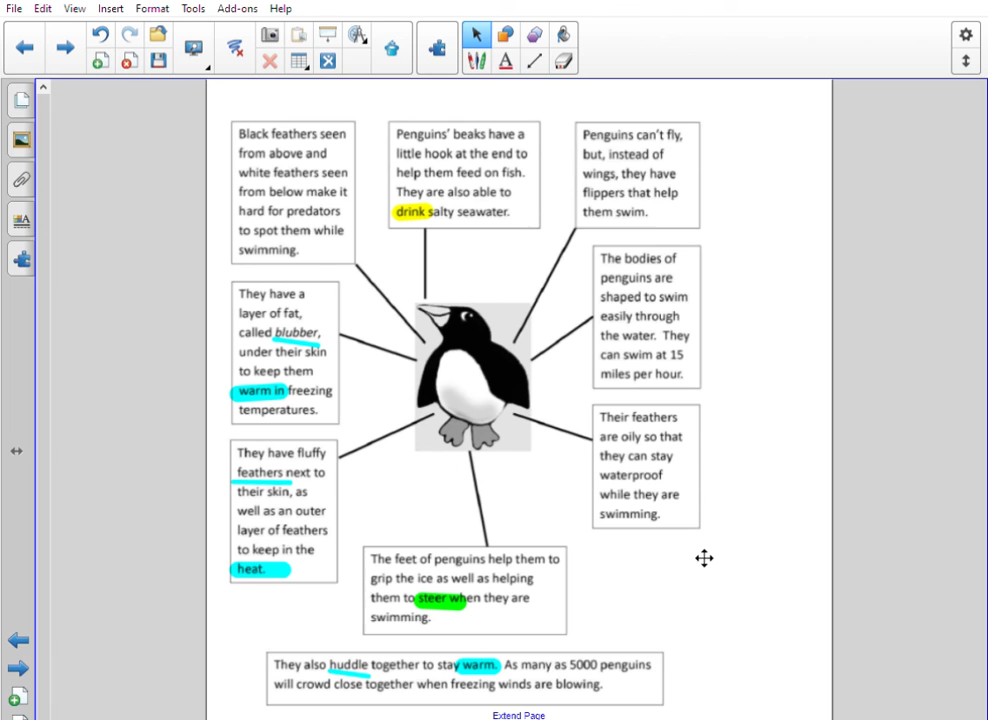 File Edit View Insert Format Tools Add-ons Help
Black feathers seen
from above and
white feathers seen
from below make it
hard for predators
to spot them while
swimming.
Penguins' beaks have a
little hook at the end to
help them feed on fish.
They are also able to
drink salty seawater.
Penguins can't fly,
but, instead of
wings, they have
flippers that help
them swim.
They have a
layer of fat,
called blubber,
under their skin
to keep them
warm in freezing
temperatures.
The bodies of
penguins are
shaped to swim
easily through
the water. They
can swim at 15
miles per hour.
They have fluffy
feathers next to
their skin, as
well as an outer
layer of feathers
to keep in the
heat.
Their feathers
are oily so that
they can stay
waterproof
while they are
swimming.
The feet of penguins help them to
grip the ice as well as helping
them to steer when they are
swimming.
They also huddle together to stay warm. As many as 5000 penguins
will crowd close together when freezing winds are blowing.
Extend Page